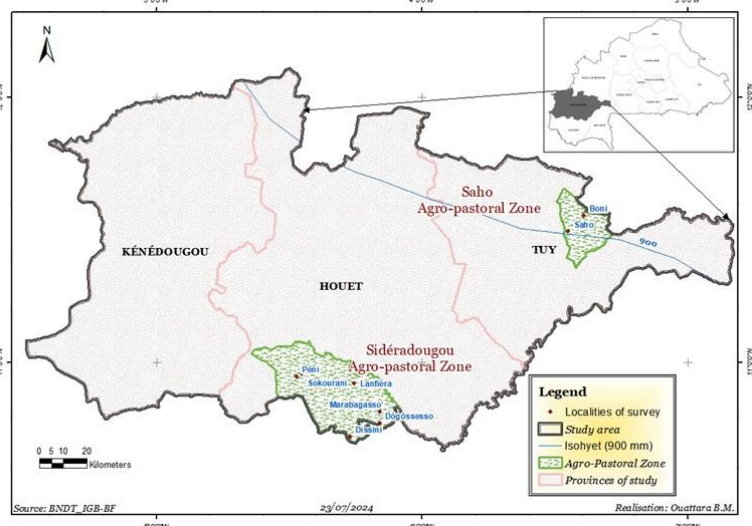 N
Saho
Agro-pastoral Zone
Boni
Saho
900
KÉNÉDOUGOU
TUY
HOUET
Sidéradougou
Agro-pastoral Zone
Péni
Sokourani
Lanfièra
Marabagasso
Dogossesso
Dissini
Legend
Localities of survey
Study area
Isohyet (900 mm)
Agro-Pastoral Zone
Provinces of study
0 5 10 20
Kilometers
Source: BNDT_IGB-BF
23/07/2024
Realisation: Ouattara B.M.